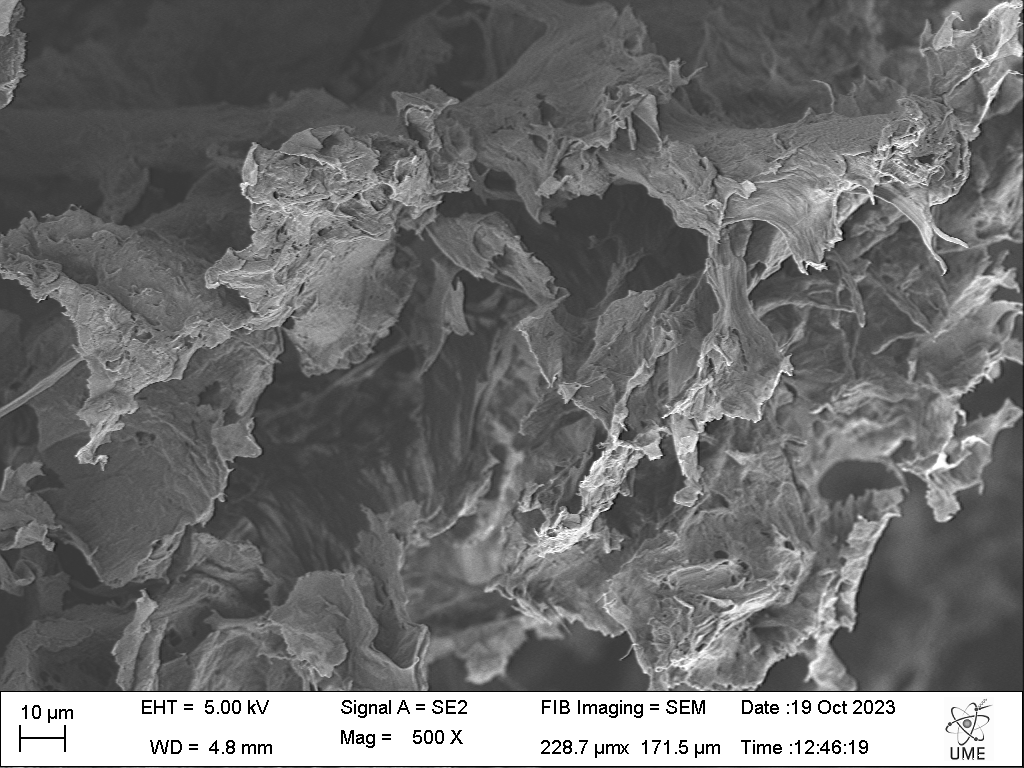 10 µm
EHT = 5.00 kV
WD = 4.8 mm
Signal A = SE2
Mag = 500 X
FIB Imaging = SEM
228.7 µmx 171.5 µm
Date :19 Oct 2023
Time :12:46:19
UME